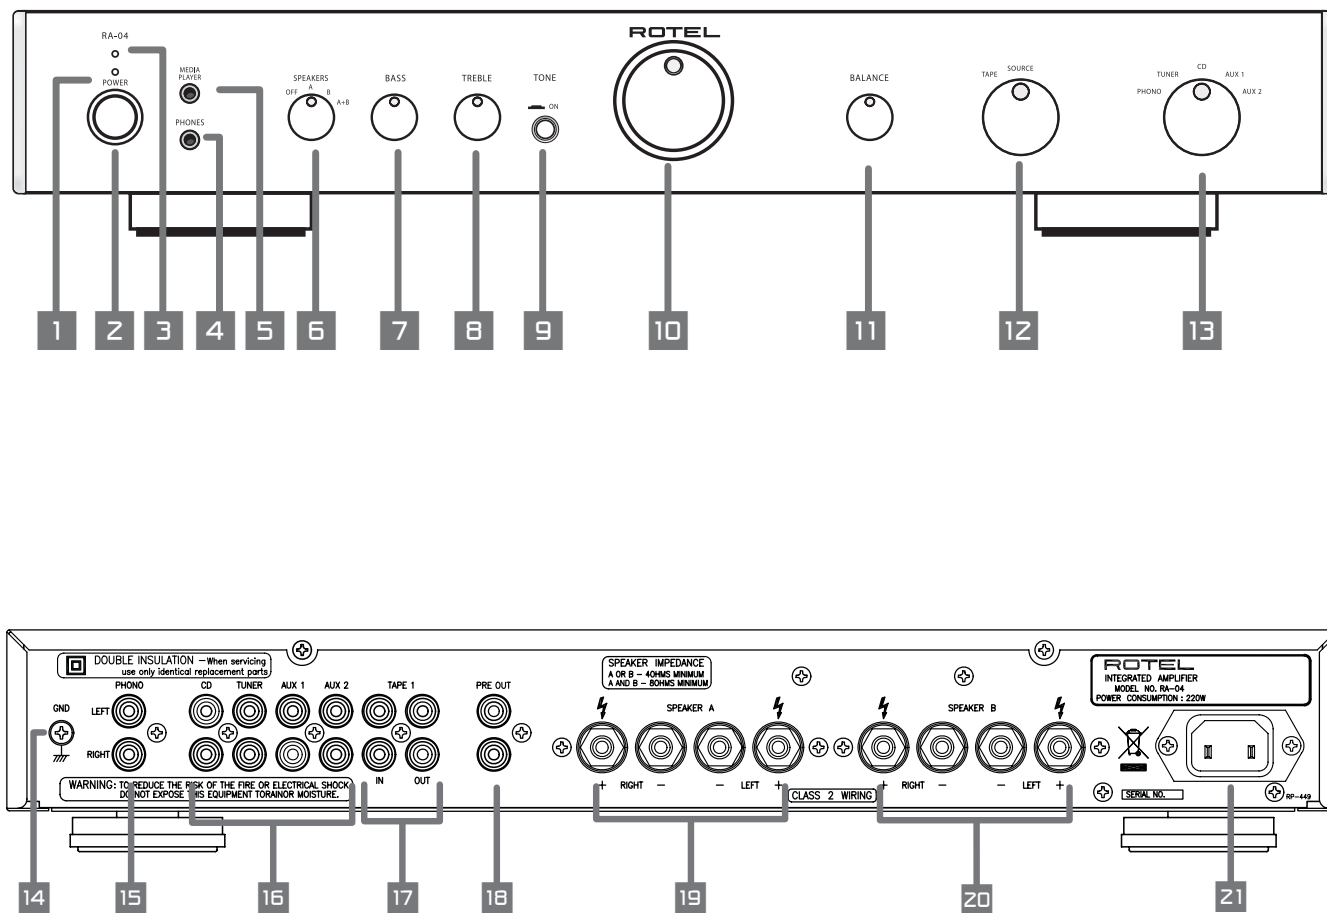 ROTEL
RA-04
POWER
MEDIA
PLAYER
PHONES
SPEAKERS
OFF A B A+B
BASS
TREBLE
TONE
ON
BALANCE
TAPE SOURCE
PHONO TUNER CD AUX 1 AUX 2
1 2 3 4 5 6 7 8 9 10 11 12 13
DOUBLE INSULATION – When servicing
use only identical replacement parts
SPEAKER IMPEDANCE
A OR B – 4OHMS MINIMUM
A AND B – 8OHMS MINIMUM
ROTEL
INTEGRATED AMPLIFIER
MODEL NO. RA-04
POWER CONSUMPTION : 220W
PHONO CD TUNER AUX 1 AUX 2 TAPE 1 PRE OUT
GND
LEFT
RIGHT
SPEAKER A
SPEAKER B
IN OUT
+ RIGHT – – LEFT +
+ RIGHT – – LEFT +
WARNING: TO REDUCE THE RISK OF THE FIRE OR ELECTRICAL SHOCK
DO NOT EXPOSE THIS EQUIPMENT TORAINOR MOISTURE.
CLASS 2 WIRING
SERIAL NO.
RP-449
14 15 16 17 18 19 20 21